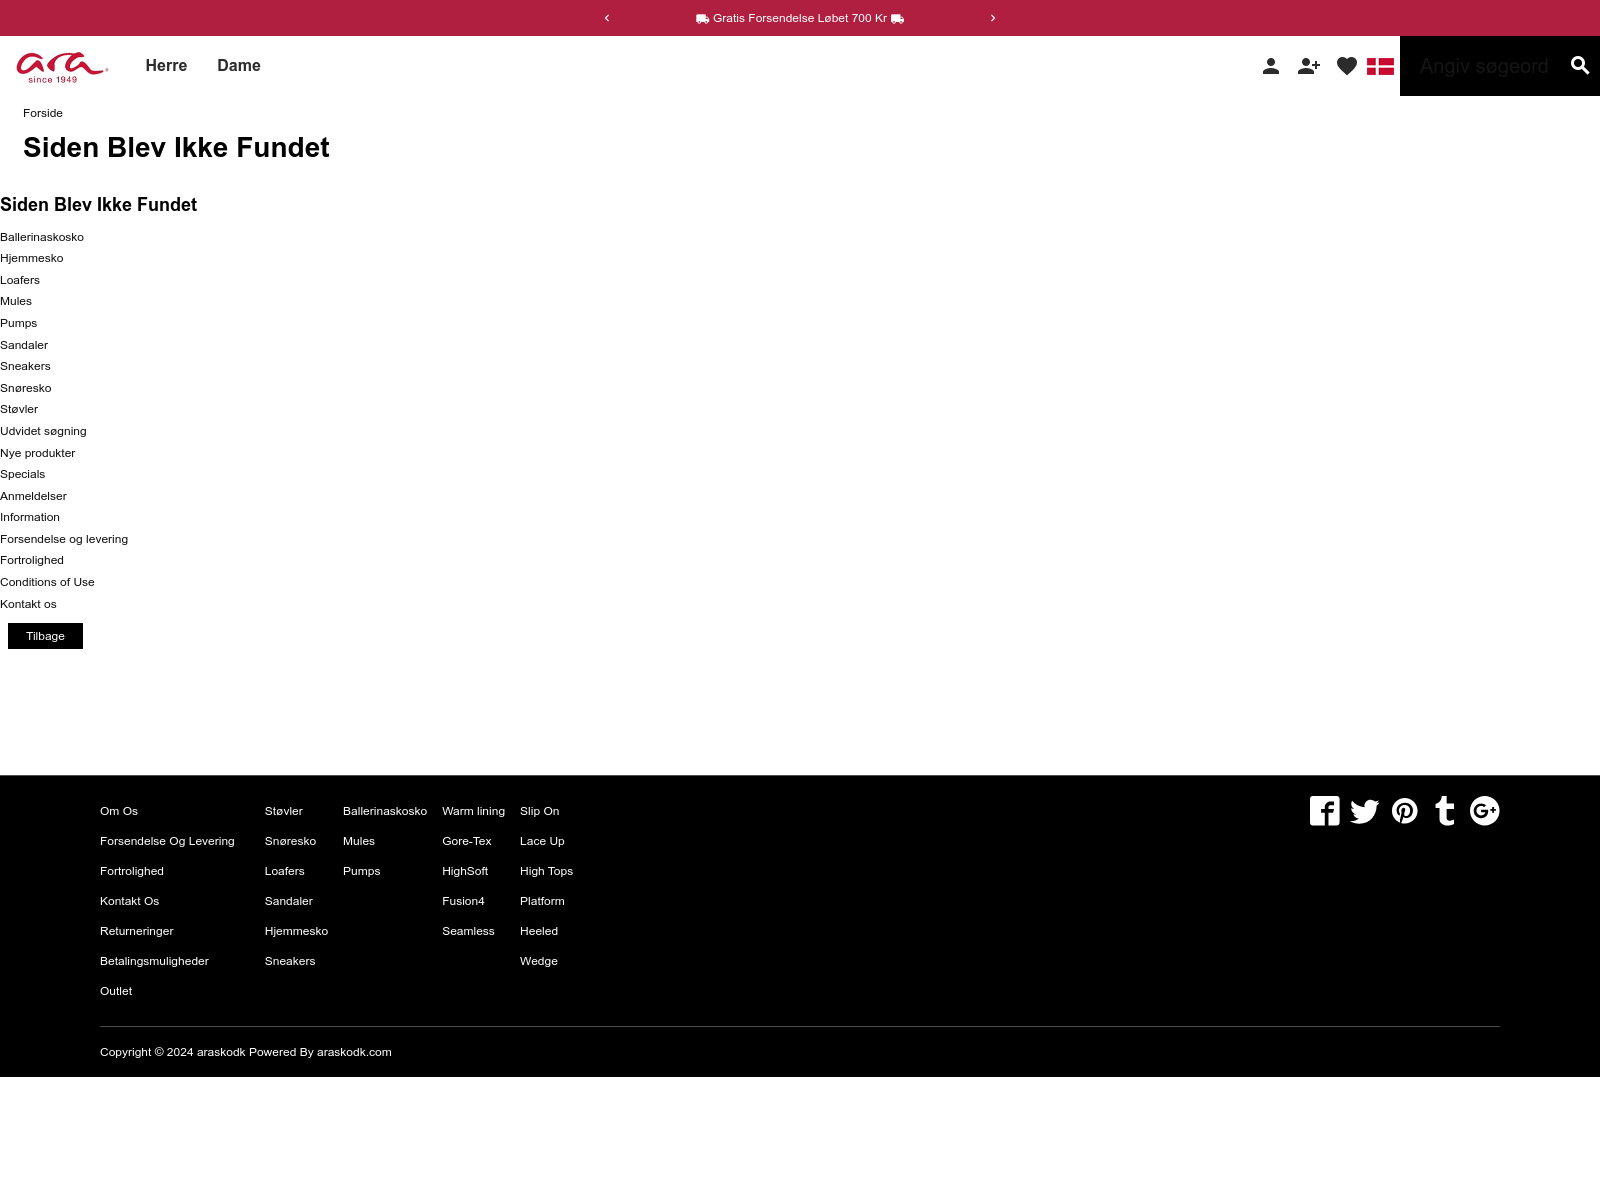 Gratis Forsendelse Løbet 700 Kr
ara
since 1949
Herre
Dame
Angiv søgeord
Forside
Siden Blev Ikke Fundet
Siden Blev Ikke Fundet
Ballerinaskosko
Hjemmesko
Loafers
Mules
Pumps
Sandaler
Sneakers
Snøresko
Støvler
Udvidet søgning
Nye produkter
Specials
Anmeldelser
Information
Forsendelse og levering
Fortrolighed
Conditions of Use
Kontakt os
Tilbage
Om Os
Forsendelse Og Levering
Fortrolighed
Kontakt Os
Returneringer
Betalingsmuligheder
Outlet
Støvler
Snøresko
Loafers
Sandaler
Hjemmesko
Sneakers
Ballerinaskosko
Mules
Pumps
Warm lining
Gore-Tex
HighSoft
Fusion4
Seamless
Slip On
Lace Up
High Tops
Platform
Heeled
Wedge
Copyright © 2024 araskodk Powered By araskodk.com